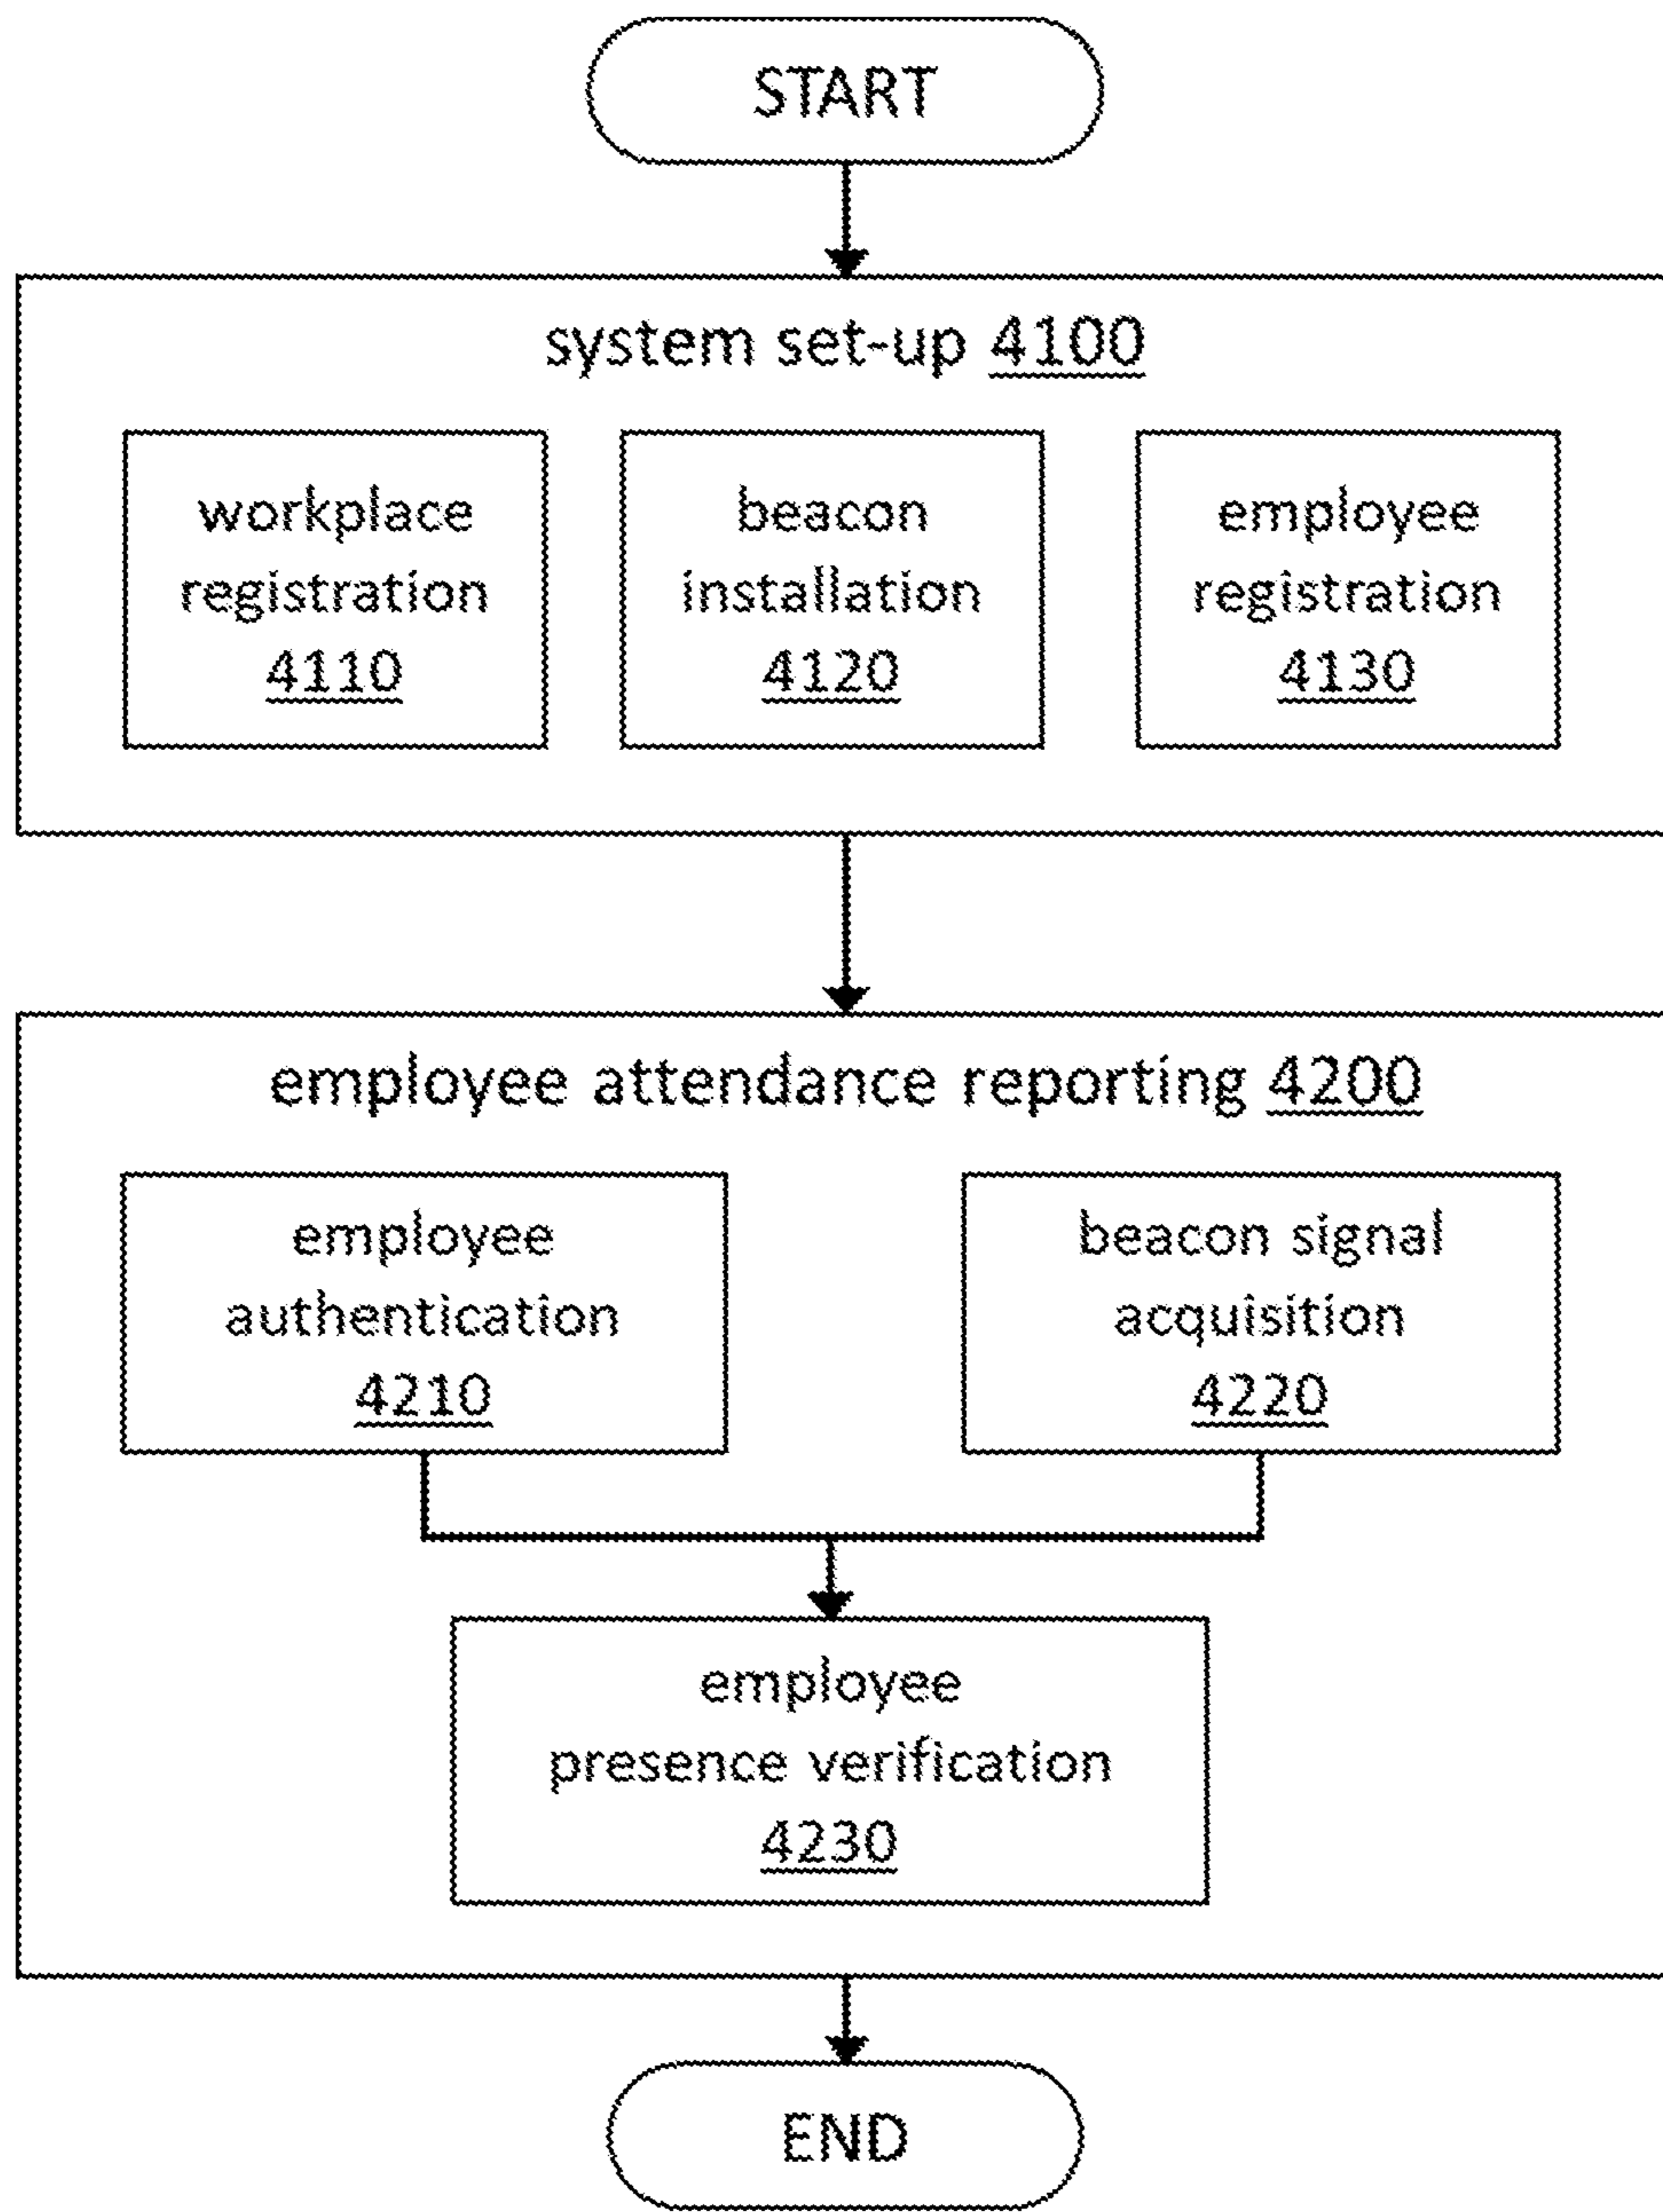 START
system set-up 4100
workplace
registration
4110
beacon
installation
4120
employee
registration
4130
employee attendance reporting 4200
employee
authentication
4210
beacon signal
acquisition
4220
employee
presence verification
4230
END